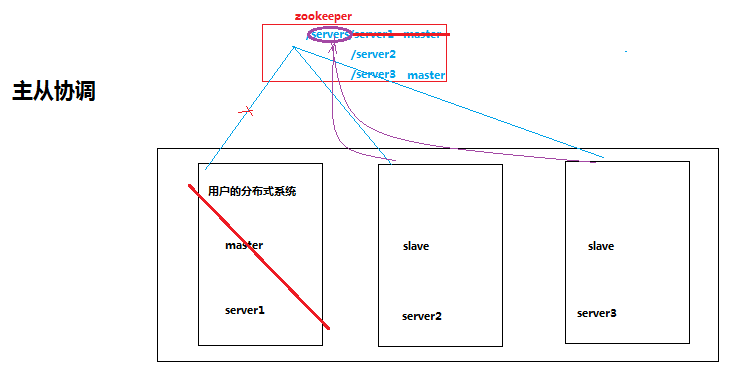 zookeeper
/servers/server1 master
/server2
/server3 master
主从协调
用户的分布式系统
master
slave
slave
server1
server2
server3